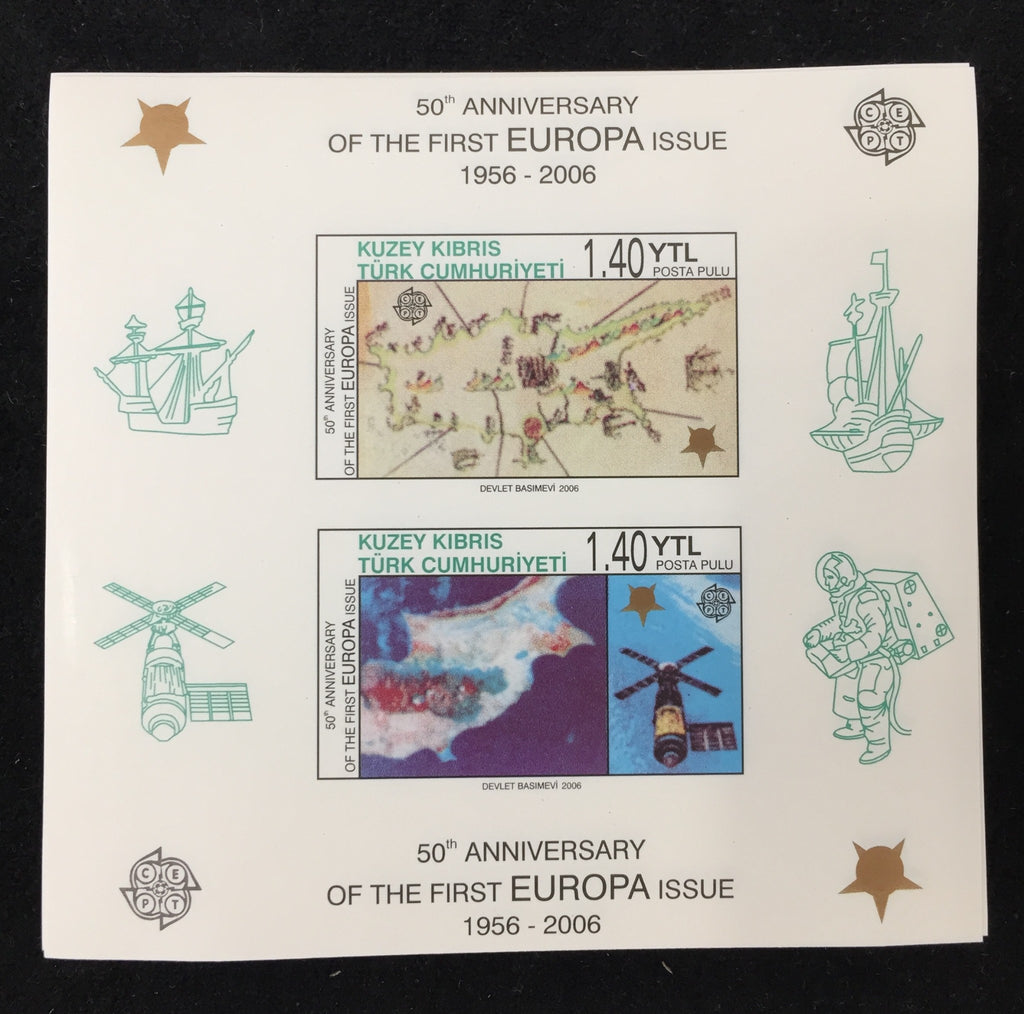 50th ANNIVERSARY
OF THE FIRST EUROPA ISSUE
1956 - 2006
C E
P T
KUZEY KIBRIS
TÜRK CUMHURİYETİ
1.40 YTL
POSTA PULU
50th ANNIVERSARY
OF THE FIRST EUROPA ISSUE
C E
P T
DEVLET BASIMEVİ 2006
KUZEY KIBRIS
TÜRK CUMHURİYETİ
1.40 YTL
POSTA PULU
50th ANNIVERSARY
OF THE FIRST EUROPA ISSUE
C E
P T
DEVLET BASIMEVİ 2006
50th ANNIVERSARY
OF THE FIRST EUROPA ISSUE
1956 - 2006
C E
P T